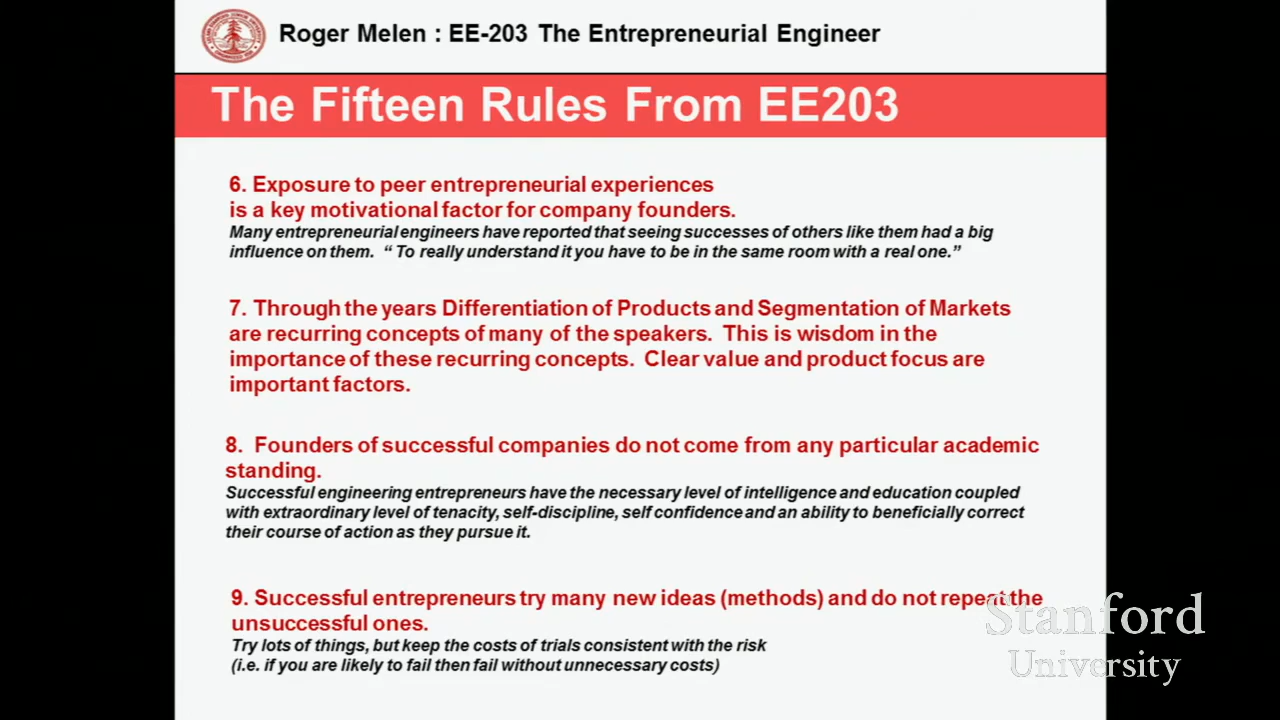 Roger Melen : EE-203 The Entrepreneurial Engineer
The Fifteen Rules From EE203
6. Exposure to peer entrepreneurial experiences
is a key motivational factor for company founders.
Many entrepreneurial engineers have reported that seeing successes of others like them had a big
influence on them. “ To really understand it you have to be in the same room with a real one.”
7. Through the years Differentiation of Products and Segmentation of Markets
are recurring concepts of many of the speakers. This is wisdom in the
importance of these recurring concepts. Clear value and product focus are
important factors.
8. Founders of successful companies do not come from any particular academic
standing.
Successful engineering entrepreneurs have the necessary level of intelligence and education coupled
with extraordinary level of tenacity, self-discipline, self confidence and an ability to beneficially correct
their course of action as they pursue it.
9. Successful entrepreneurs try many new ideas (methods) and do not repeat the
unsuccessful ones.
Try lots of things, but keep the costs of trials consistent with the risk
(i.e. if you are likely to fail then fail without unnecessary costs)
Stanford
University